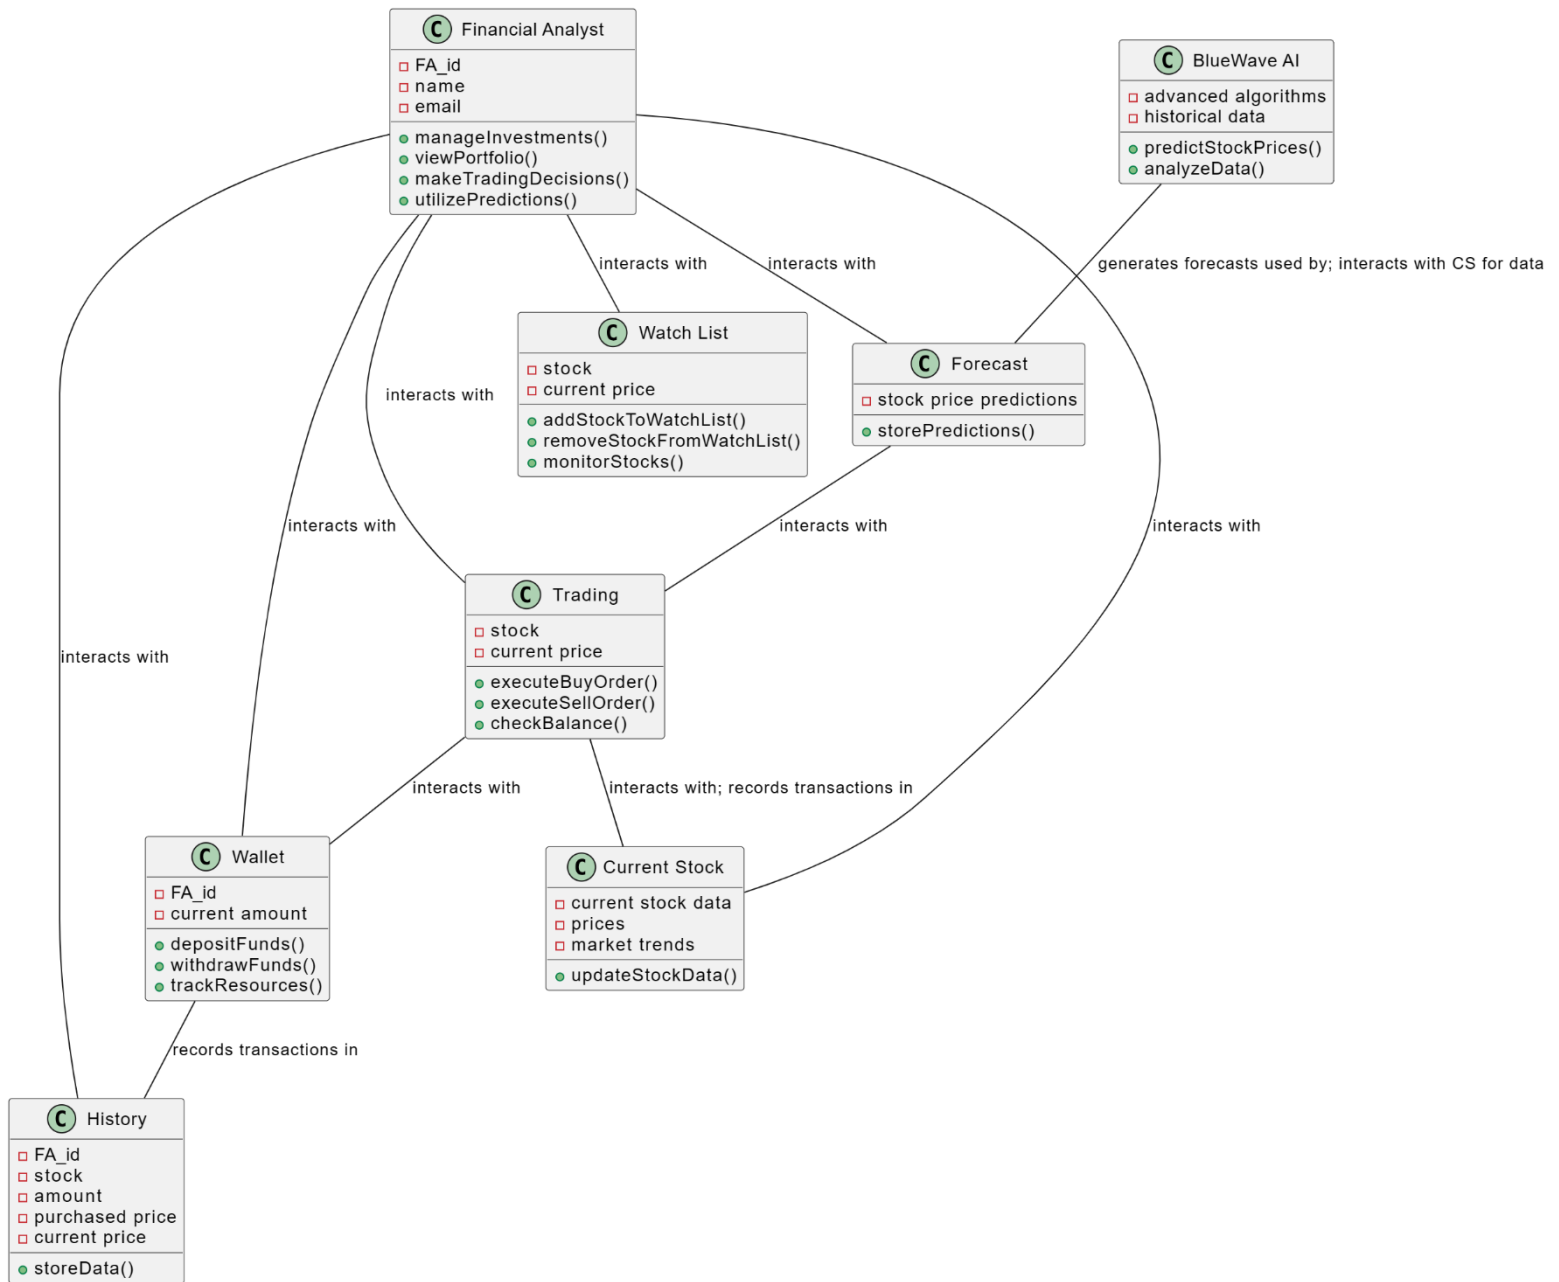 C Financial Analyst
FA_id
name
email
manageInvestments()
viewPortfolio()
makeTradingDecisions()
utilizePredictions()
C BlueWave AI
advanced algorithms
historical data
predictStockPrices()
analyzeData()
interacts with
interacts with
generates forecasts used by; interacts with CS for data
C Watch List
stock
current price
addStockToWatchList()
removeStockFromWatchList()
monitorStocks()
C Forecast
stock price predictions
storePredictions()
interacts with
interacts with
interacts with
interacts with
C Trading
stock
current price
executeBuyOrder()
executeSellOrder()
checkBalance()
interacts with
interacts with
interacts with; records transactions in
C Wallet
FA_id
current amount
depositFunds()
withdrawFunds()
trackResources()
C Current Stock
current stock data
prices
market trends
updateStockData()
records transactions in
C History
FA_id
stock
amount
purchased price
current price
storeData()